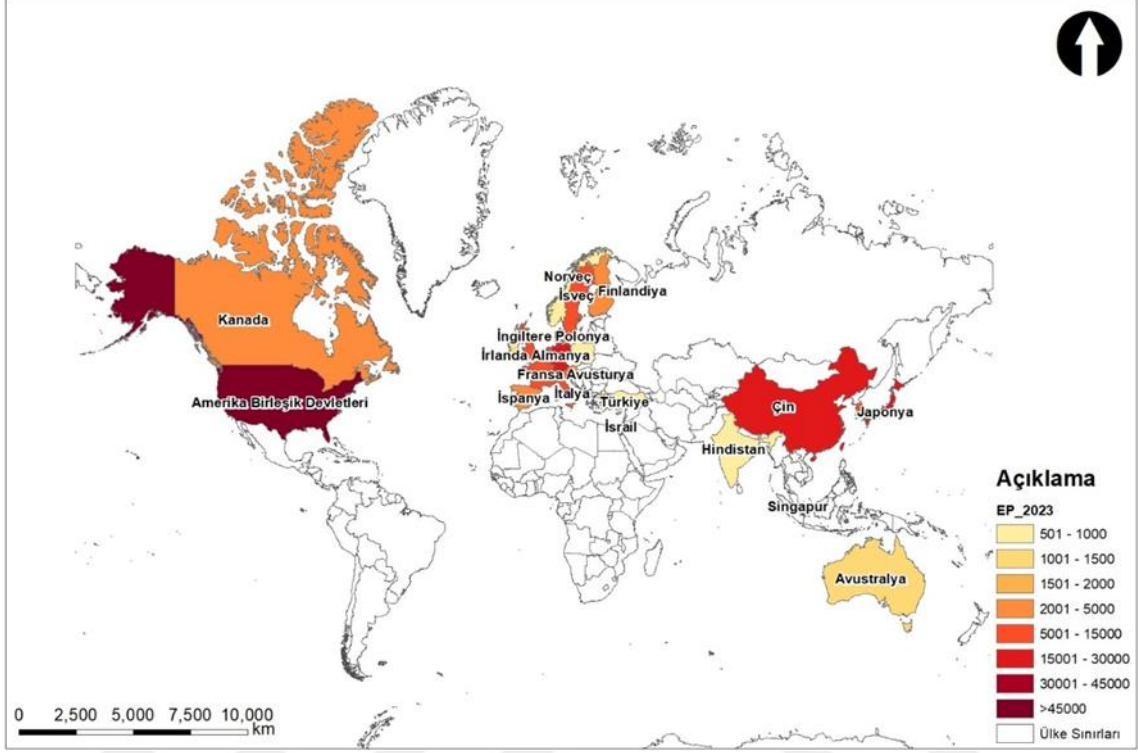 Norveç
İsveç Finlandiya
Kanada
İngiltere Polonya
İrlanda Almanya
Fransa Avusturya
Amerika Birleşik Devletleri
İspanya İtalya Türkiye
Çin Japonya
İsrail
Hindistan
Singapur
Avustralya
Açıklama
EP_2023
501 - 1000
1001 - 1500
1501 - 2000
2001 - 5000
5001 - 15000
15001 - 30000
30001 - 45000
>45000
Ülke Sınırları
0 2,500 5,000 7,500 10,000
km